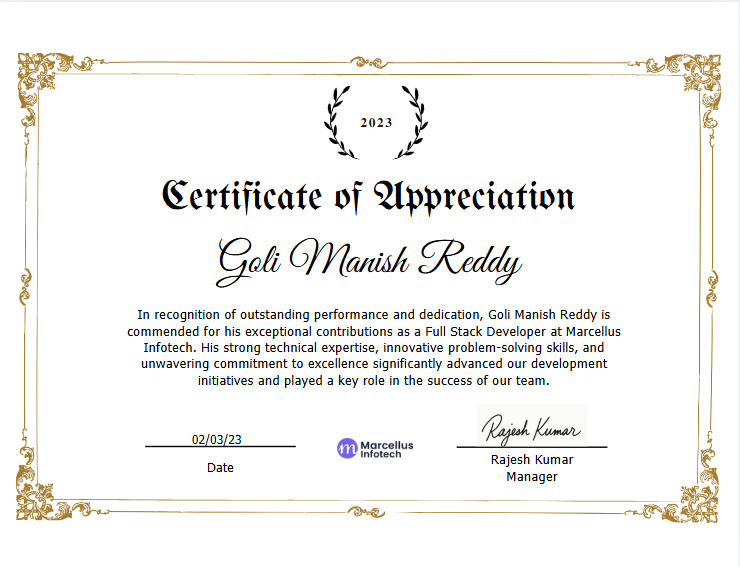 2023
Certificate of Appreciation
Goli Manish Reddy
In recognition of outstanding performance and dedication, Goli Manish Reddy is
commended for his exceptional contributions as a Full Stack Developer at Marcellus
Infotech. His strong technical expertise, innovative problem-solving skills, and
unwavering commitment to excellence significantly advanced our development
initiatives and played a key role in the success of our team.
02/03/23
Date
m Marcellus
Infotech
Rajesh Kumar
Rajesh Kumar
Manager